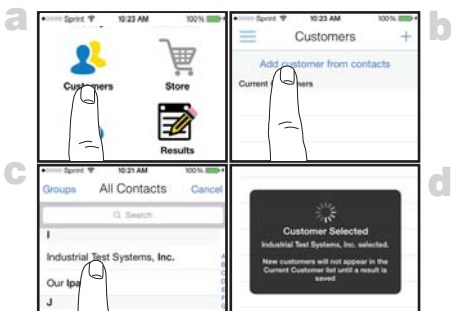 a
Sprint 10:23 AM 100%
Customers Store
Results
b
Sprint 10:23 AM 100%
Customers +
Add customer from contacts
Current
c
Sprint 10:21 AM 100%
Groups All Contacts Cancel
Search
I
Industrial Test Systems, Inc.
Our
J
d
Customer Selected
Industrial Test Systems, Inc. selected.
New customers will not appear in the
Current Customer list until a result is
saved